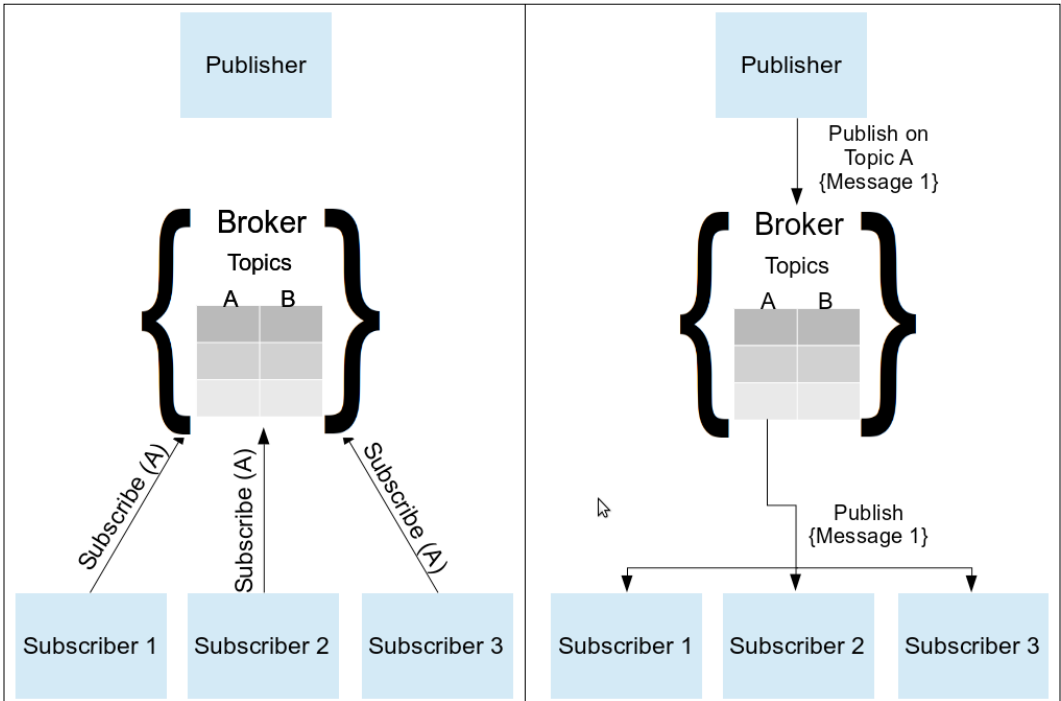 Publisher
Broker
Topics
A B
Subscribe (A)
Subscribe (A)
Subscribe (A)
Subscriber 1
Subscriber 2
Subscriber 3
Publisher
Publish on
Topic A
{Message 1}
Broker
Topics
A B
Publish
{Message 1}
Subscriber 1
Subscriber 2
Subscriber 3